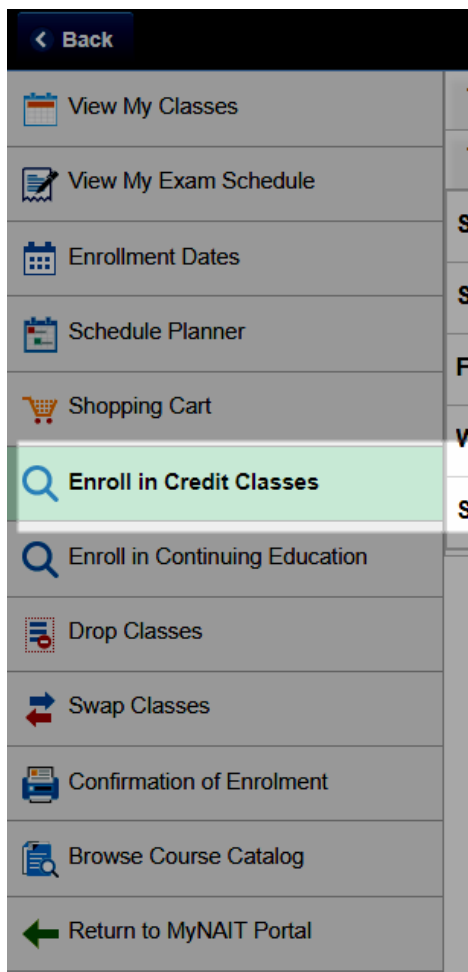 Back
View My Classes
View My Exam Schedule
Enrollment Dates
Schedule Planner
Shopping Cart
Enroll in Credit Classes
Enroll in Continuing Education
Drop Classes
Swap Classes
Confirmation of Enrolment
Browse Course Catalog
Return to MyNAIT Portal